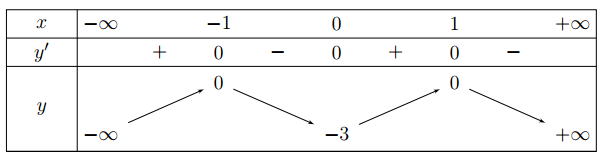 x −∞ −1 0 1 +∞
y′ + 0 − 0 + 0 −
0 0
y
−∞ −3 +∞